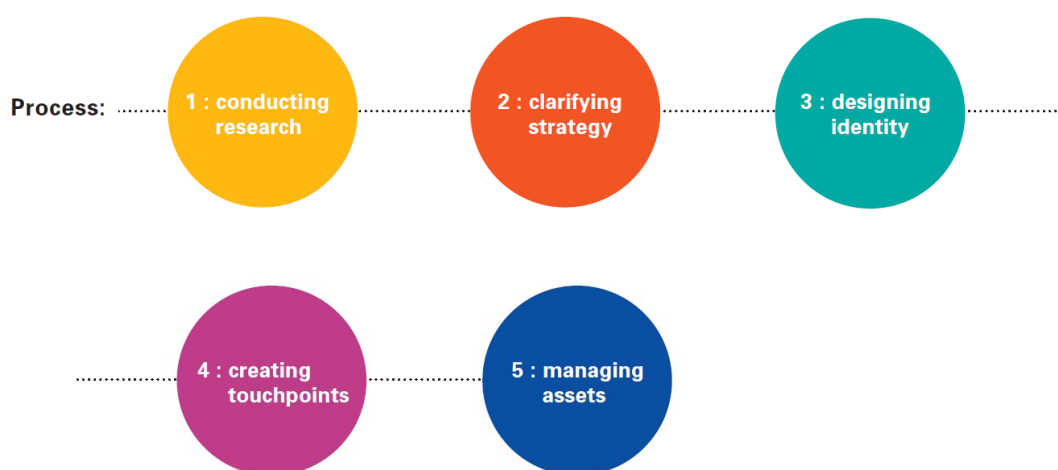 Process:
1 : conducting
research
2 : clarifying
strategy
3 : designing
identity
4 : creating
touchpoints
5 : managing
assets